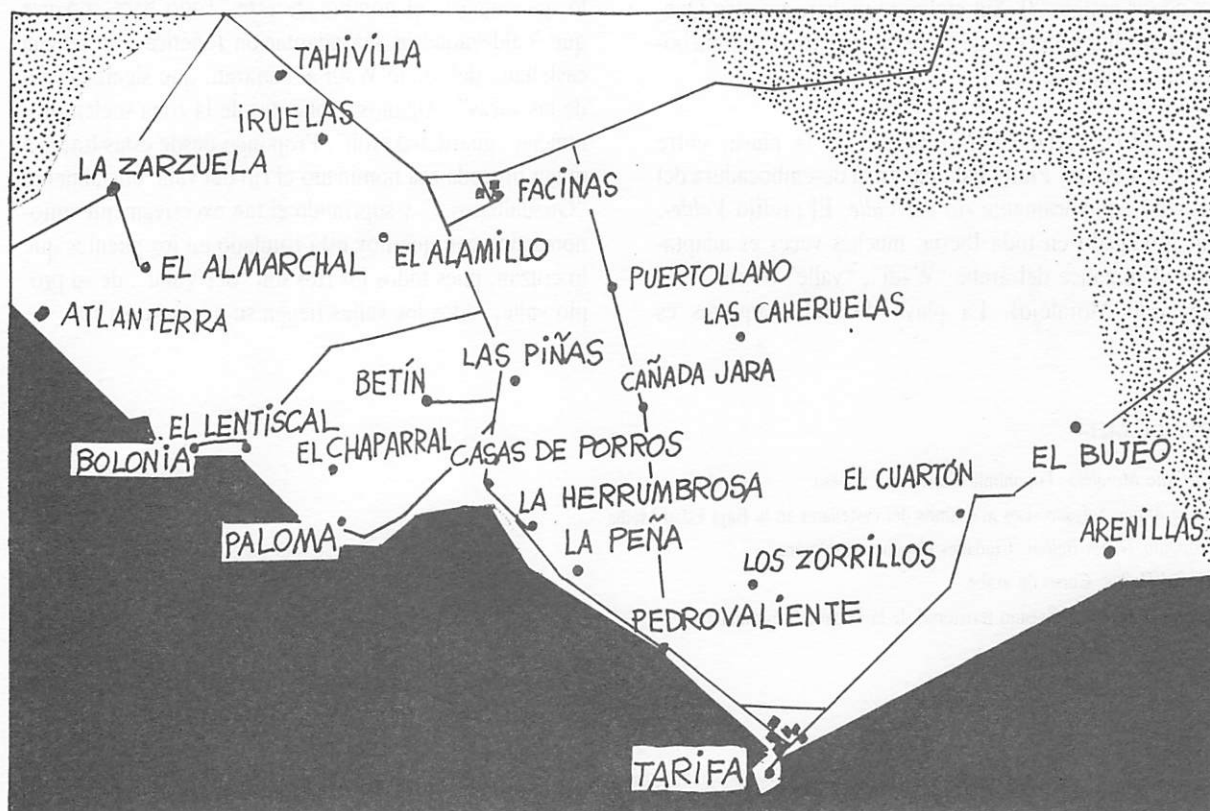 TAHIVILLA
IRUELAS
LA ZARZUELA
FACINAS
EL ALMARCHAL
EL ALAMILLO
PUERTOLLANO
ATLANTERRA
LAS CAHERUELAS
LAS PIÑAS
BETÍN
CAÑADA JARA
EL LENTISCAL
BOLONIA
EL CHAPARRAL
CASAS DE PORROS
EL BUJEO
EL CUARTÓN
LA HERRUMBROSA
PALOMA
LA PEÑA
ARENILLAS
LOS ZORRILLOS
PEDROVALIENTE
TARIFA